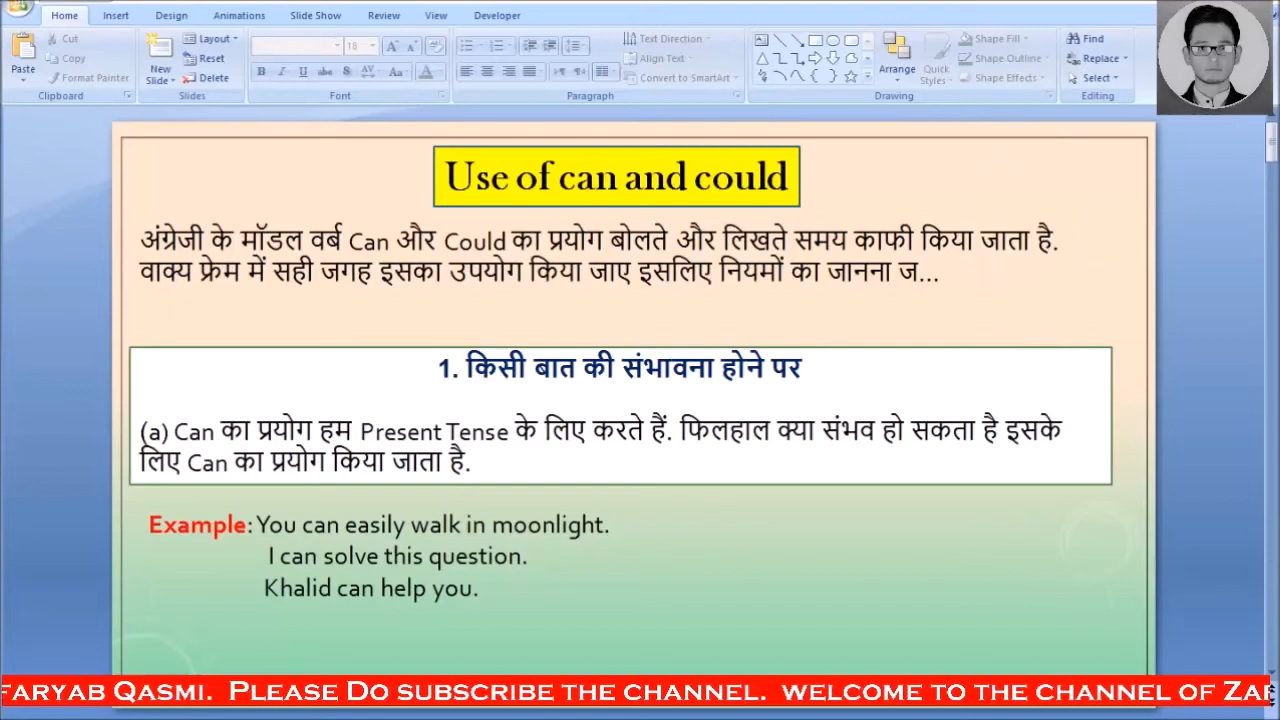 Home Insert Design Animations Slide Show Review View Developer
Cut Layout 18 Text Direction Shape Fill Find
Copy Reset Align Text Shape Outline Replace
Paste Format Painter New Slide Delete B I U abc AV Aa A Convert to SmartArt Arrange Quick Styles Shape Effects Select
Clipboard Slides Font Paragraph Drawing Editing
Use of can and could
अंग्रेजी के मॉडल वर्ब Can और Could का प्रयोग बोलते और लिखते समय काफी किया जाता है.
वाक्य फ्रेम में सही जगह इसका उपयोग किया जाए इसलिए नियमों का जानना ज...
1. किसी बात की संभावना होने पर
(a) Can का प्रयोग हम Present Tense के लिए करते हैं. फिलहाल क्या संभव हो सकता है इसके
लिए Can का प्रयोग किया जाता है.
Example: You can easily walk in moonlight.
I can solve this question.
Khalid can help you.
FARYAB QASMI. PLEASE DO SUBSCRIBE THE CHANNEL. WELCOME TO THE CHANNEL OF ZAF